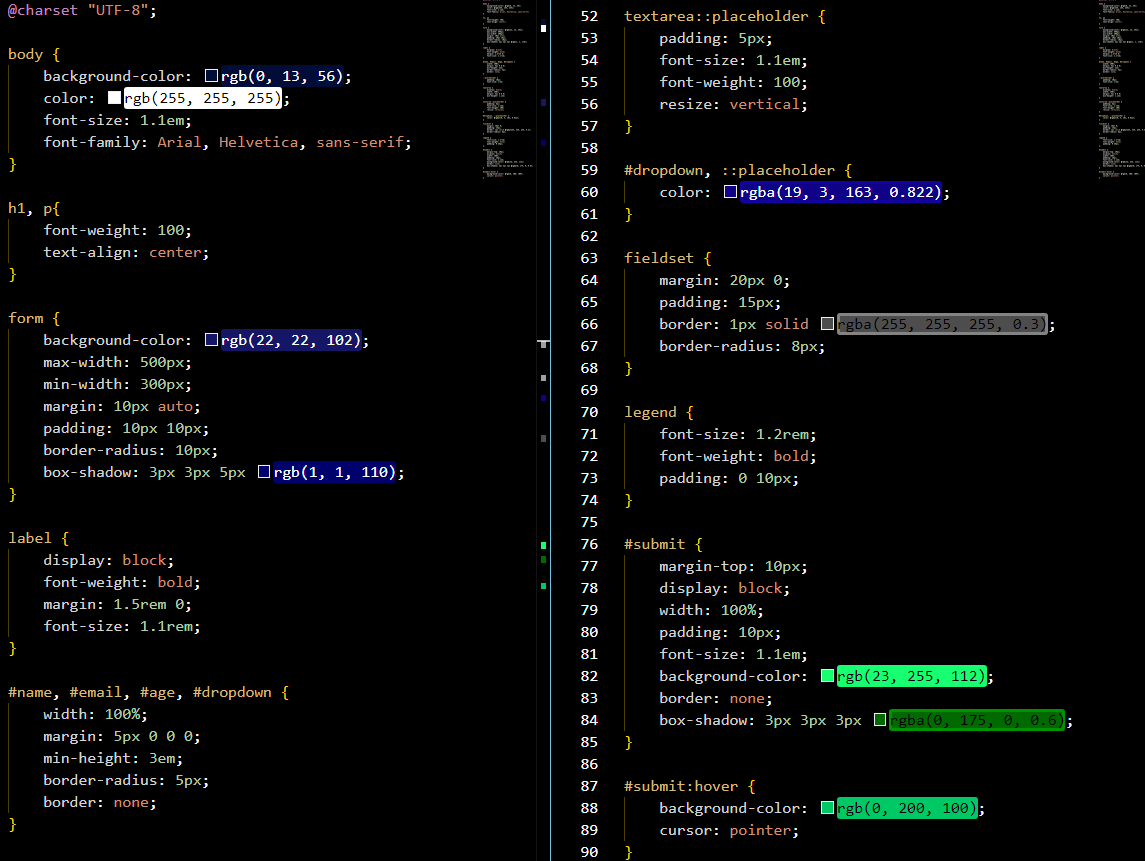 @charset "UTF-8";
body {
background-color: rgb(0, 13, 56);
color: rgb(255, 255, 255);
font-size: 1.1em;
font-family: Arial, Helvetica, sans-serif;
}
h1, p{
font-weight: 100;
text-align: center;
}
form {
background-color: rgb(22, 22, 102);
max-width: 500px;
min-width: 300px;
margin: 10px auto;
padding: 10px 10px;
border-radius: 10px;
box-shadow: 3px 3px 5px rgb(1, 1, 110);
}
label {
display: block;
font-weight: bold;
margin: 1.5rem 0;
font-size: 1.1rem;
}
#name, #email, #age, #dropdown {
width: 100%;
margin: 5px 0 0 0;
min-height: 3em;
border-radius: 5px;
border: none;
}
52 textarea::placeholder {
53 padding: 5px;
54 font-size: 1.1em;
55 font-weight: 100;
56 resize: vertical;
57 }
58
59 #dropdown, ::placeholder {
60 color: rgba(19, 3, 163, 0.822);
61 }
62
63 fieldset {
64 margin: 20px 0;
65 padding: 15px;
66 border: 1px solid rgba(255, 255, 255, 0.3);
67 border-radius: 8px;
68 }
69
70 legend {
71 font-size: 1.2rem;
72 font-weight: bold;
73 padding: 0 10px;
74 }
75
76 #submit {
77 margin-top: 10px;
78 display: block;
79 width: 100%;
80 padding: 10px;
81 font-size: 1.1em;
82 background-color: rgb(23, 255, 112);
83 border: none;
84 box-shadow: 3px 3px 3px rgba(0, 175, 0, 0.6);
85 }
86
87 #submit:hover {
88 background-color: rgb(0, 200, 100);
89 cursor: pointer;
90 }